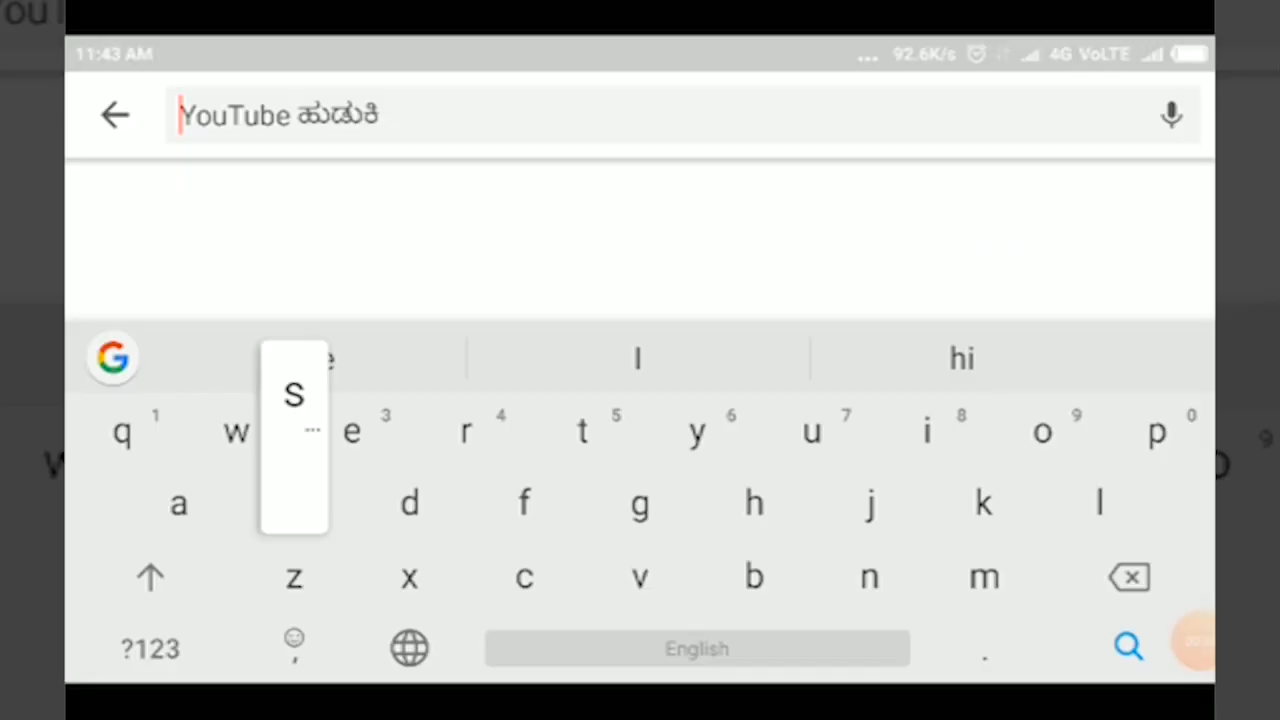 11:43 AM ... 92.6K/s 4G VoLTE
YouTube ಹುಡುಕಿ
I hi
S
q 1 w e 3 r 4 t 5 y 6 u 7 i 8 o 9 p 0
a d f g h j k l
z x c v b n m
?123 , English .